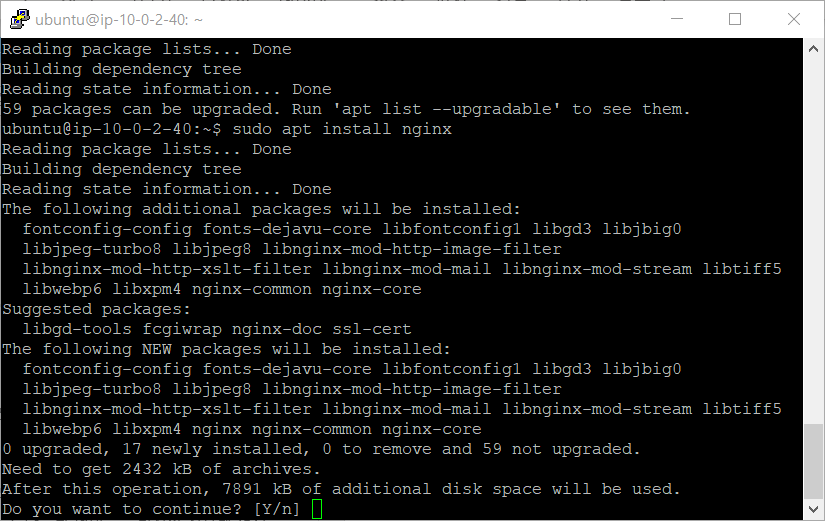 ubuntu@ip-10-0-2-40: ~
Reading package lists... Done
Building dependency tree
Reading state information... Done
59 packages can be upgraded. Run 'apt list --upgradable' to see them.
ubuntu@ip-10-0-2-40:~$ sudo apt install nginx
Reading package lists... Done
Building dependency tree
Reading state information... Done
The following additional packages will be installed:
  fontconfig-config fonts-dejavu-core libfontconfig1 libgd3 libjbig0
  libjpeg-turbo8 libjpeg8 libnginx-mod-http-image-filter
  libnginx-mod-http-xslt-filter libnginx-mod-mail libnginx-mod-stream libtiff5
  libwebp6 libxpm4 nginx-common nginx-core
Suggested packages:
  libgd-tools fcgiwrap nginx-doc ssl-cert
The following NEW packages will be installed:
  fontconfig-config fonts-dejavu-core libfontconfig1 libgd3 libjbig0
  libjpeg-turbo8 libjpeg8 libnginx-mod-http-image-filter
  libnginx-mod-http-xslt-filter libnginx-mod-mail libnginx-mod-stream libtiff5
  libwebp6 libxpm4 nginx nginx-common nginx-core
0 upgraded, 17 newly installed, 0 to remove and 59 not upgraded.
Need to get 2432 kB of archives.
After this operation, 7891 kB of additional disk space will be used.
Do you want to continue? [Y/n]